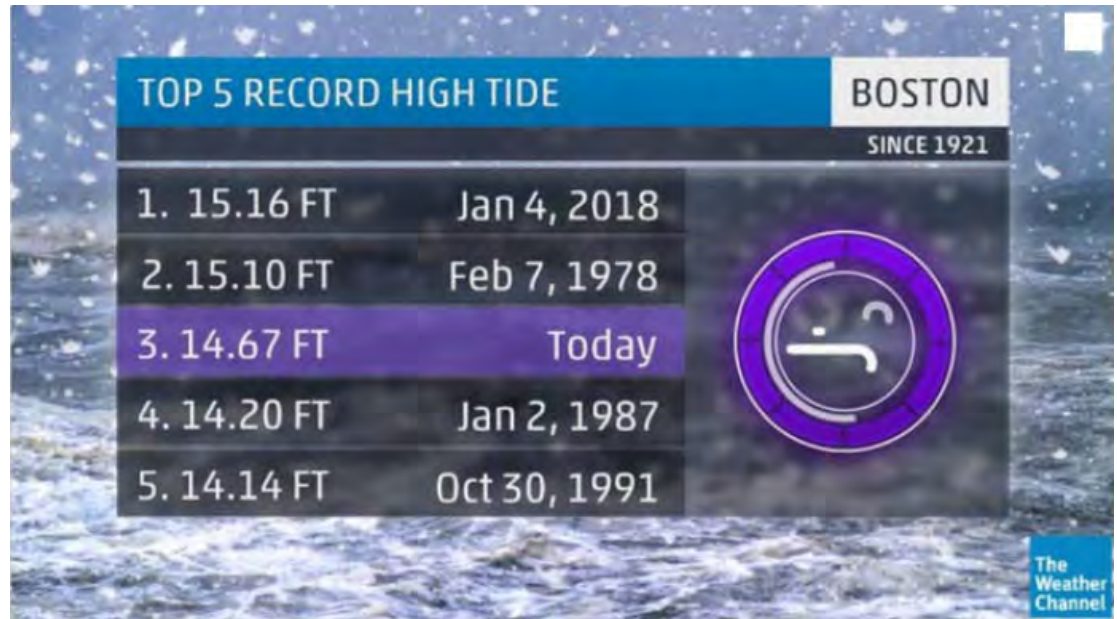 TOP 5 RECORD HIGH TIDE BOSTON
SINCE 1921
1. 15.16 FT Jan 4, 2018
2. 15.10 FT Feb 7, 1978
3. 14.67 FT Today
4. 14.20 FT Jan 2, 1987
5. 14.14 FT Oct 30, 1991
The
Weather
Channel